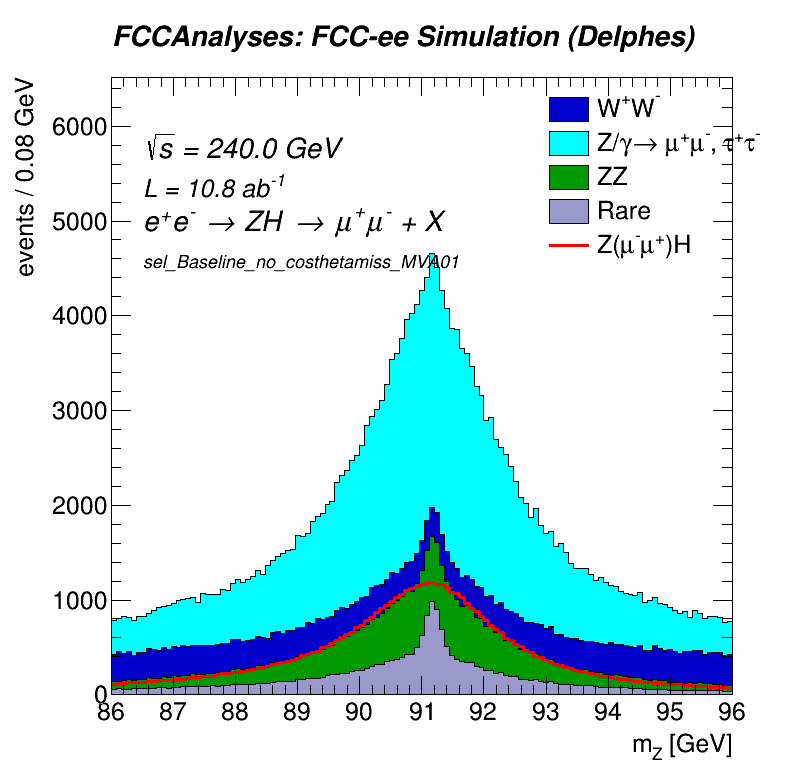 FCCAnalyses: FCC-ee Simulation (Delphes)
events / 0.08 GeV
√s = 240.0 GeV
L = 10.8 ab⁻¹
e⁺e⁻ → ZH → μ⁺μ⁻ + X
sel_Baseline_no_costhetamiss_MVA01
W⁺W⁻
Z/γ→ μ⁺μ⁻, τ⁺τ⁻
ZZ
Rare
Z(μ⁻μ⁺)H
6000
5000
4000
3000
2000
1000
0
86 87 88 89 90 91 92 93 94 95 96
m_Z [GeV]